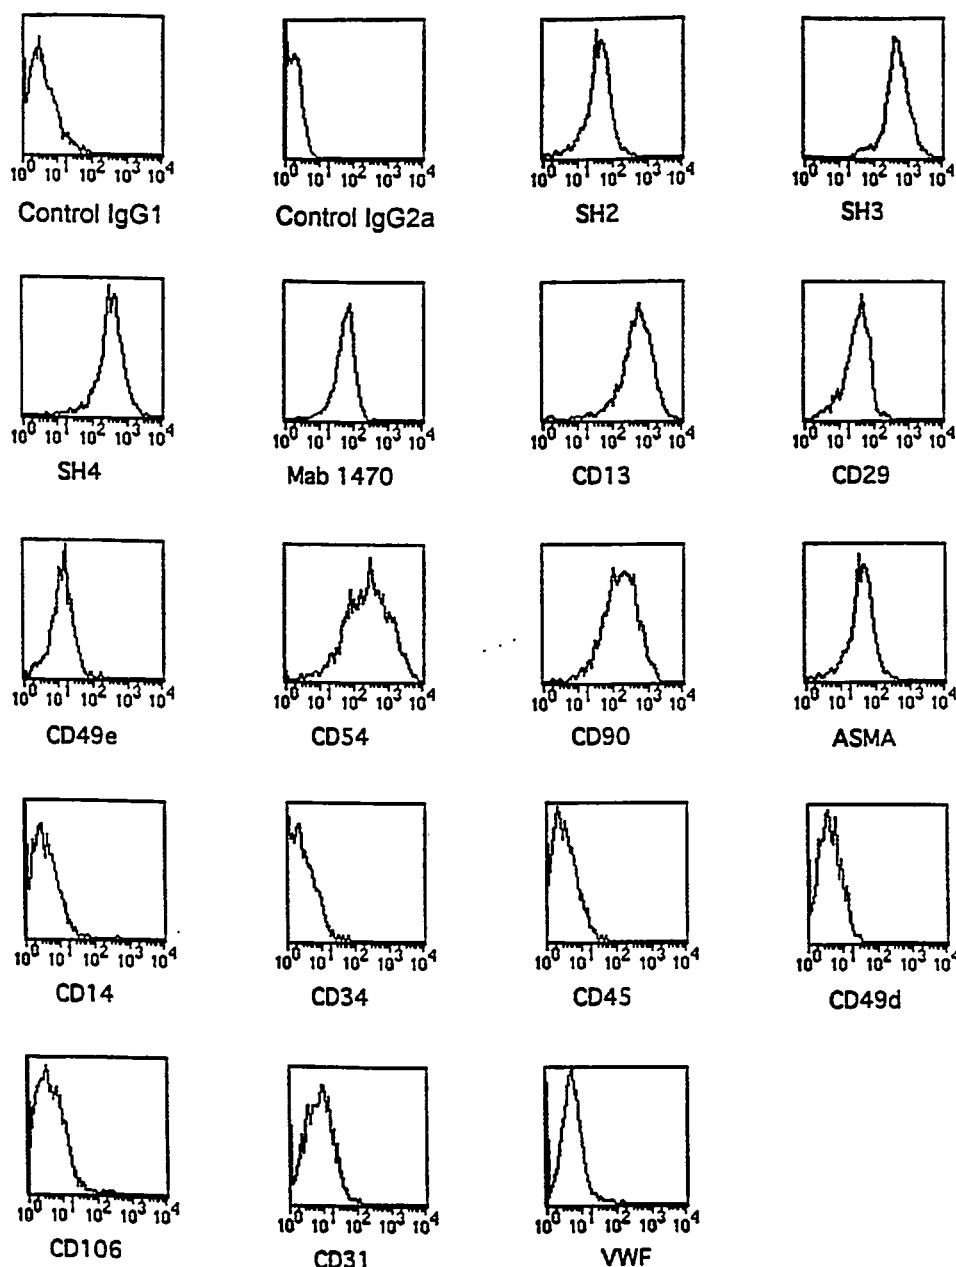 10⁰ 10¹ 10² 10³ 10⁴ 10⁰ 10¹ 10² 10³ 10⁴ 10⁰ 10¹ 10² 10³ 10⁴ 10⁰ 10¹ 10² 10³ 10⁴
Control IgG1 Control IgG2a SH2 SH3
10⁰ 10¹ 10² 10³ 10⁴ 10⁰ 10¹ 10² 10³ 10⁴ 10⁰ 10¹ 10² 10³ 10⁴ 10⁰ 10¹ 10² 10³ 10⁴
SH4 Mab 1470 CD13 CD29
10⁰ 10¹ 10² 10³ 10⁴ 10⁰ 10¹ 10² 10³ 10⁴ 10⁰ 10¹ 10² 10³ 10⁴ 10⁰ 10¹ 10² 10³ 10⁴
CD49e CD54 CD90 ASMA
10⁰ 10¹ 10² 10³ 10⁴ 10⁰ 10¹ 10² 10³ 10⁴ 10⁰ 10¹ 10² 10³ 10⁴ 10⁰ 10¹ 10² 10³ 10⁴
CD14 CD34 CD45 CD49d
10⁰ 10¹ 10² 10³ 10⁴ 10⁰ 10¹ 10² 10³ 10⁴ 10⁰ 10¹ 10² 10³ 10⁴
CD106 CD31 VWF